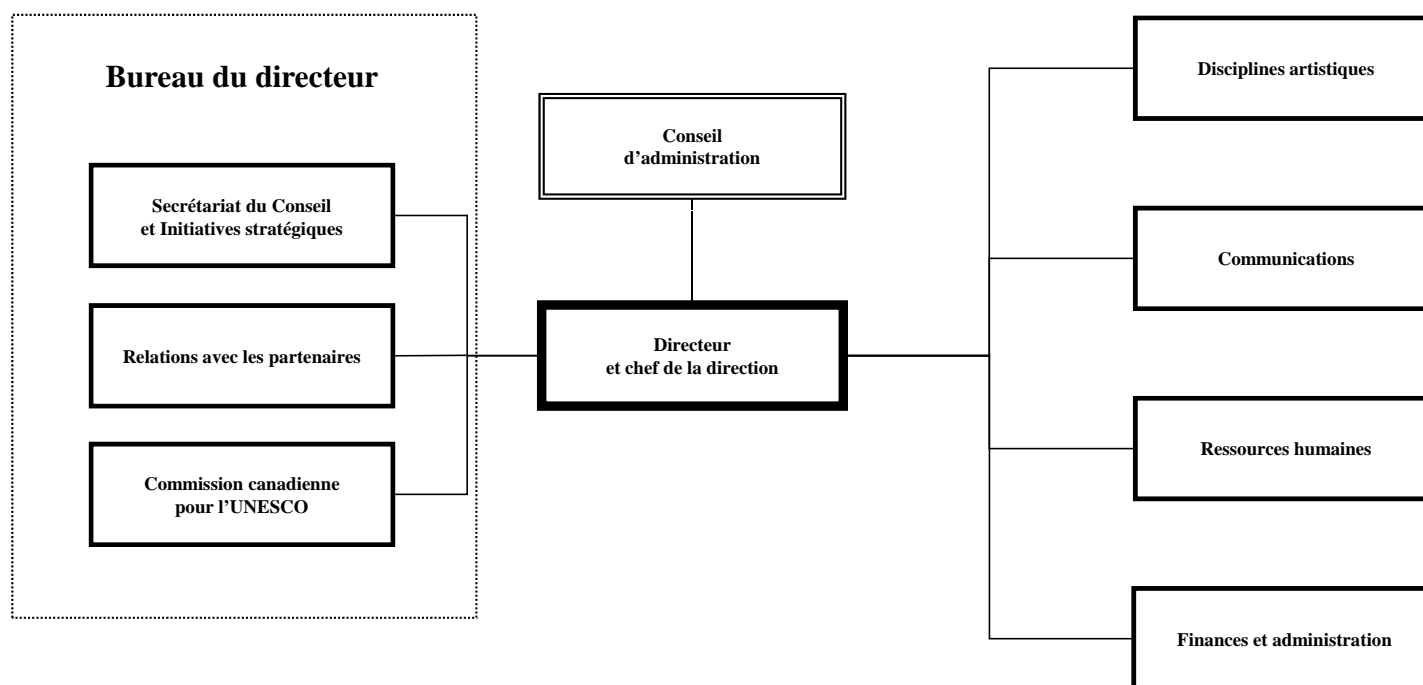 Bureau du directeur
Secrétariat du Conseil
et Initiatives stratégiques
Relations avec les partenaires
Commission canadienne
pour l’UNESCO
Conseil
d’administration
Directeur
et chef de la direction
Disciplines artistiques
Communications
Ressources humaines
Finances et administration